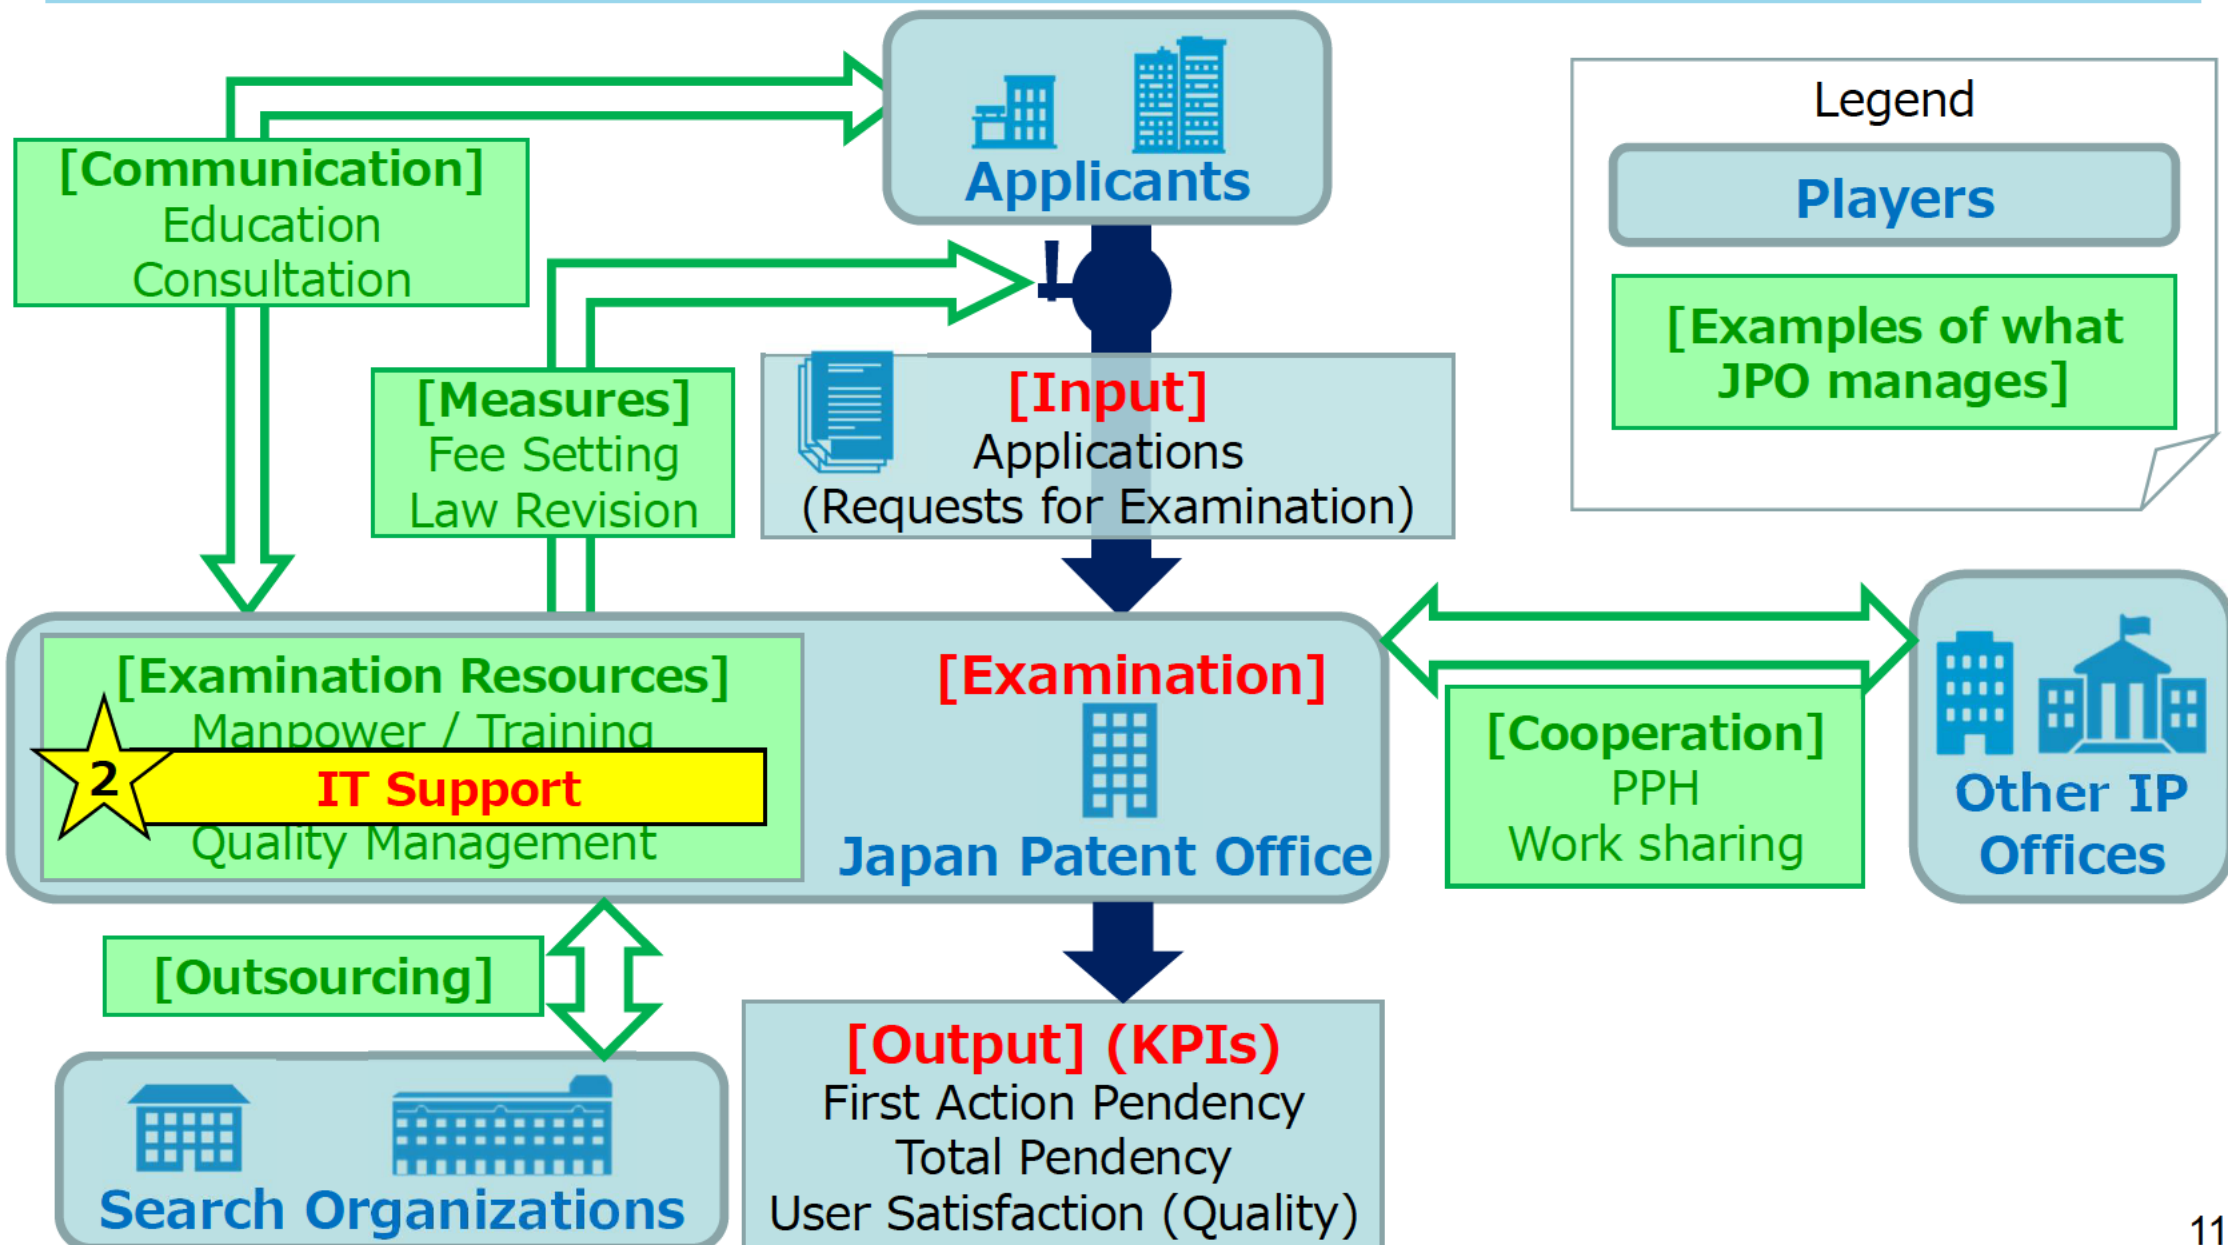 Applicants
Legend
Players
[Examples of what
JPO manages]
[Communication]
Education
Consultation
[Measures]
Fee Setting
Law Revision
[Input]
Applications
(Requests for Examination)
[Examination Resources]
Manpower / Training
2
IT Support
Quality Management
[Examination]
Japan Patent Office
[Cooperation]
PPH
Work sharing
Other IP
Offices
[Outsourcing]
Search Organizations
[Output] (KPIs)
First Action Pendency
Total Pendency
User Satisfaction (Quality)
11